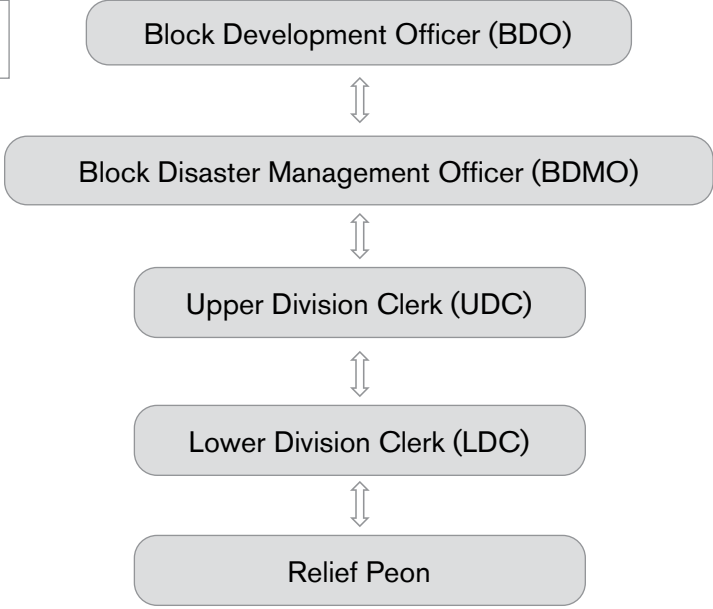 Block Development Officer (BDO)
Block Disaster Management Officer (BDMO)
Upper Division Clerk (UDC)
Lower Division Clerk (LDC)
Relief Peon